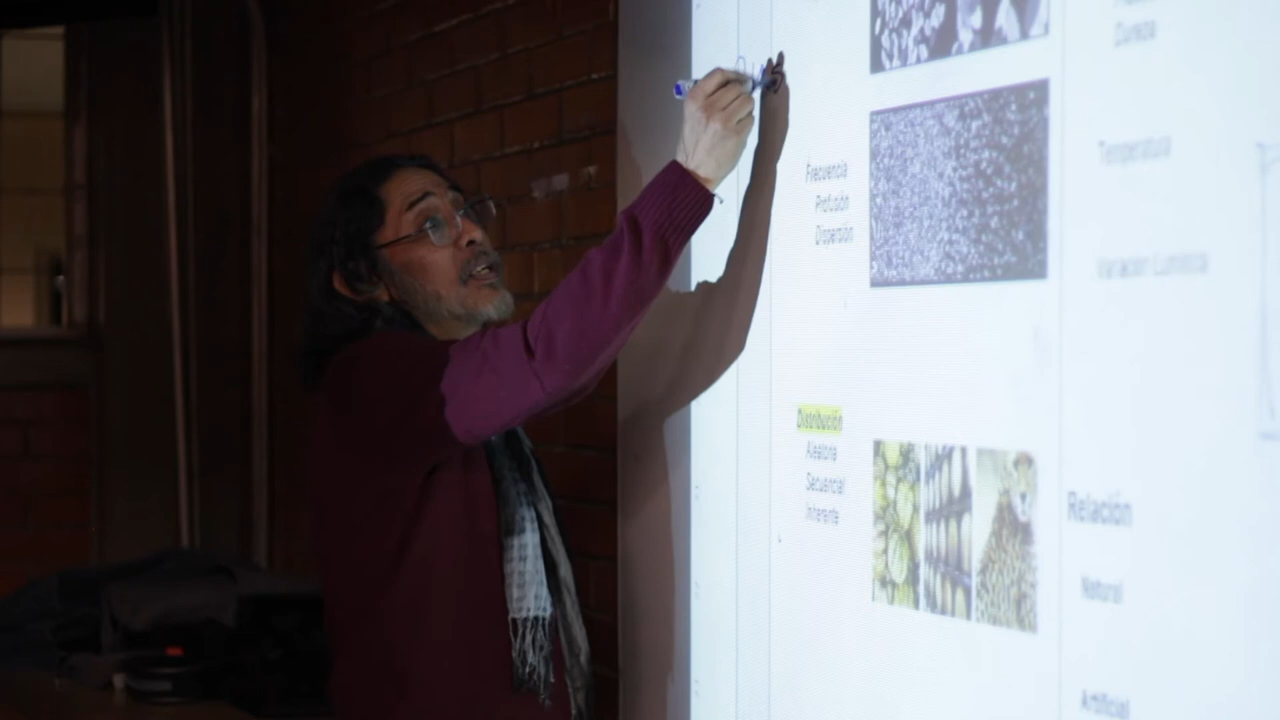 Dureza
Frecuencia
Profusión
Dispersión
Temperatura
Variación Lumínica
Distribución
Aleatoria
Secuencial
Inherente
Relación
Natural
Artificial